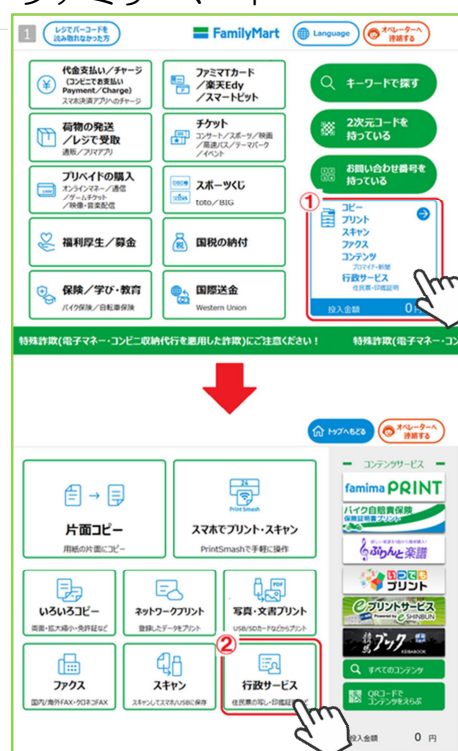 ファミリーマート
1
レジでバーコードを
読み取れなかった方
FamilyMart
Language
オペレーターへ
連絡する
代金支払い/チャージ
(コンビニでお支払い
Payment/Charge)
スマホ決済アプリへのチャージ
ファミマTカード
/楽天Edy
/スマートピット
キーワードで探す
荷物の発送
/レジで受取
通販/フリマアプリ
チケット
コンサート/スポーツ/映画
/高速バス/テーマパーク
/イベント
2次元コードを
持っている
プリペイドの購入
オンラインマネー/通信
/ゲームチケット
/映像・音楽配信
スポーツくじ
toto/BIG
お問い合わせ番号を
持っている
福利厚生/募金
国税の納付
①
コピー
プリント
スキャン
ファクス
コンテンツ
ブロマイド・新聞
行政サービス
住民票・印鑑証明
保険/学び・教育
バイク保険/自転車保険
国際送金
Western Union
投入金額 0円
特殊詐欺(電子マネー・コンビニ収納代行を悪用した詐欺)にご注意ください! 特殊詐欺(電子マネー・コン
トップへもどる
オペレーターへ
連絡する
片面コピー
用紙の片面にコピー
24
Print Smash
スマホでプリント・スキャン
PrintSmashで手軽に操作
コンテンツサービス
famima PRINT
バイク自賠責保険
保険証明書プリント
ぷりんと楽譜
いつでも
プリント
eプリントサービス
Powered by e-SHINBUN
競馬ブック
KEIBABOOK
いろいろコピー
両面・拡大縮小・免許証など
ネットワークプリント
登録したデータをプリント
PDF
写真・文書プリント
USB/SDカードなどからプリント
②
ファクス
国内/海外FAX・クロネコFAX
スキャン
スキャンしてスマホ/USBに保存
行政サービス
住民票の写し・印鑑証
すべてのコンテンツ
QRコードで
コンテンツをえらぶ
投入金額 0 円